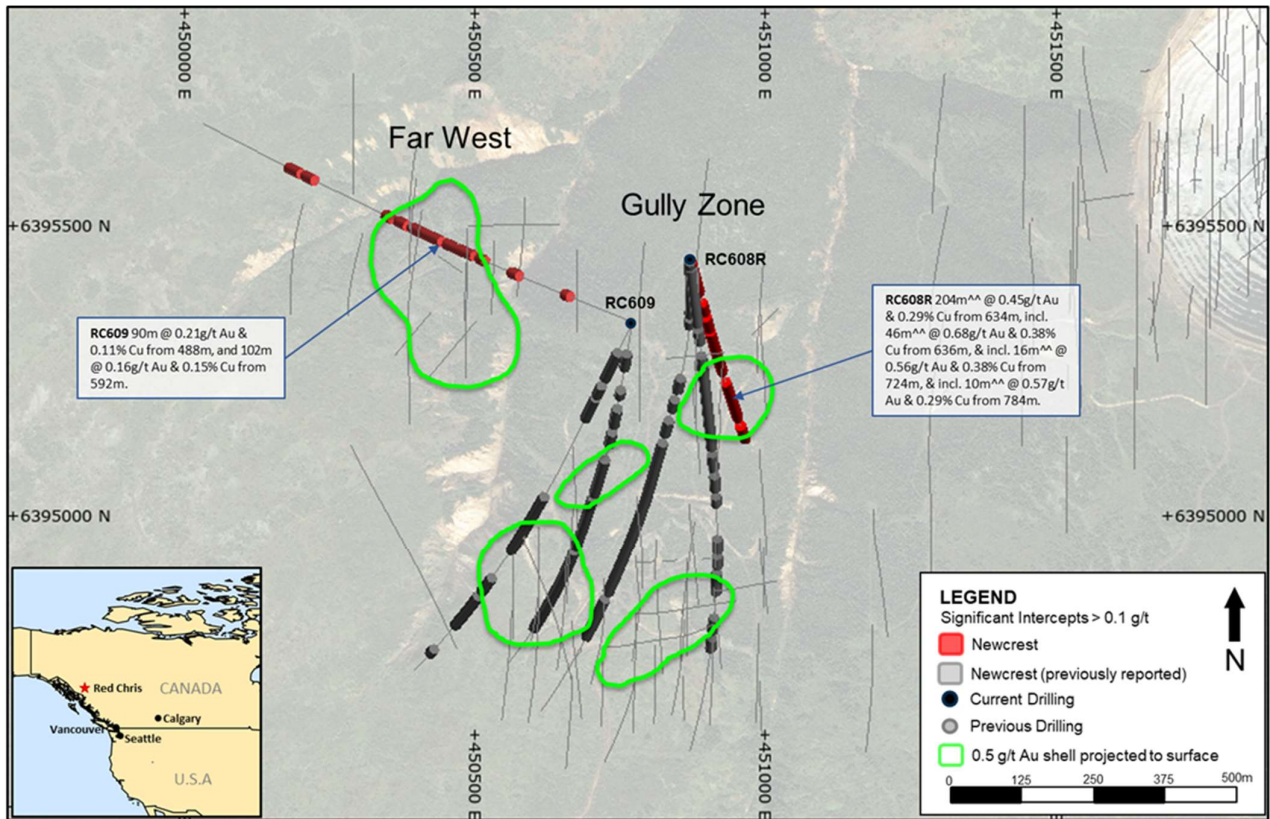 +450000 E
+450500 E
+451000 E
+451500 E
Far West
Gully Zone
+6395500 N
+6395500 N
RC608R
RC609
RC609 90m @ 0.21g/t Au &
0.11% Cu from 488m, and 102m
@ 0.16g/t Au & 0.15% Cu from
592m.
RC608R 204m^^ @ 0.45g/t Au
& 0.29% Cu from 634m, incl.
46m^^ @ 0.68g/t Au & 0.38%
Cu from 636m, & incl. 16m^^ @
0.56g/t Au & 0.38% Cu from
724m, & incl. 10m^^ @ 0.57g/t
Au & 0.29% Cu from 784m.
+6395000 N
+6395000 N
Red Chris
CANADA
Calgary
Vancouver
Seattle
U.S.A
+450500 E
+451000 E
LEGEND
Significant Intercepts > 0.1 g/t
Newcrest
Newcrest (previously reported)
Current Drilling
Previous Drilling
0.5 g/t Au shell projected to surface
N
0 125 250 375 500m